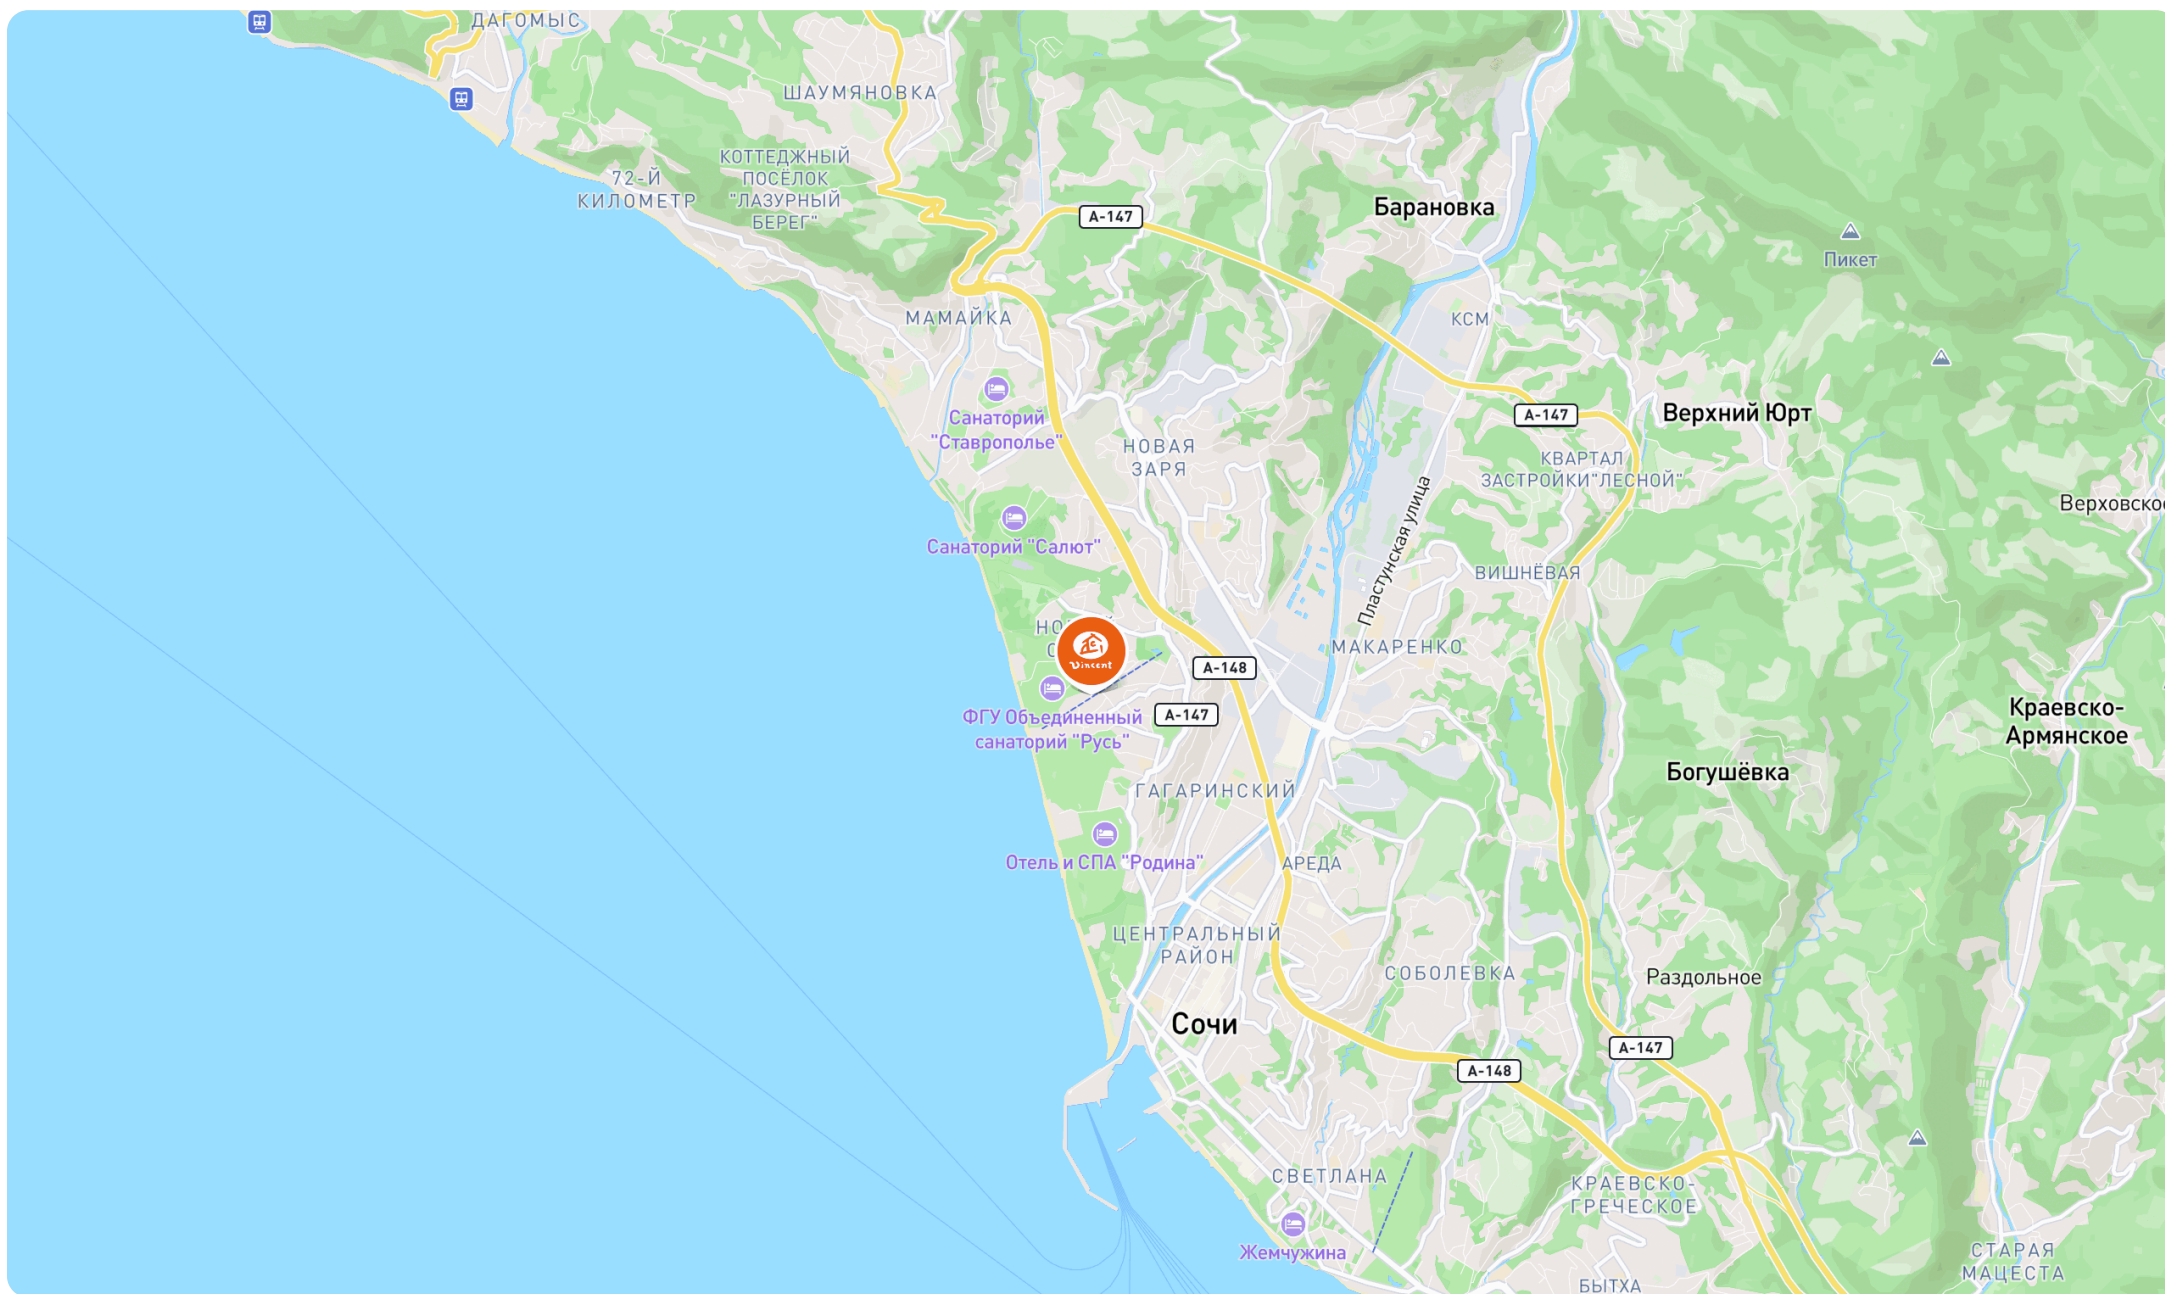 ДАГОМЫС
ШАУМЯНОВКА
КОТТЕДЖНЫЙ
ПОСЁЛОК
"ЛАЗУРНЫЙ
БЕРЕГ"
72-Й
КИЛОМЕТР
А-147
Барановка
Пикет
МАМАЙКА
КСМ
Санаторий
"Ставрополье"
А-147
Верхний Юрт
НОВАЯ
ЗАРЯ
КВАРТАЛ
ЗАСТРОЙКИ"ЛЕСНОЙ"
Верховское
Пластунская улица
Санаторий "Салют"
ВИШНЁВАЯ
Vincent
МАКАРЕНКО
А-148
А-147
ФГУ Объединенный
санаторий "Русь"
Краевско-
Армянское
Богушёвка
ГАГАРИНСКИЙ
Отель и СПА "Родина"
АРЕДА
ЦЕНТРАЛЬНЫЙ
РАЙОН
СОБОЛЕВКА
Раздольное
Сочи
А-147
А-148
СВЕТЛАНА
КРАЕВСКО-
ГРЕЧЕСКОЕ
Жемчужина
СТАРАЯ
МАЦЕСТА
БЫТХА